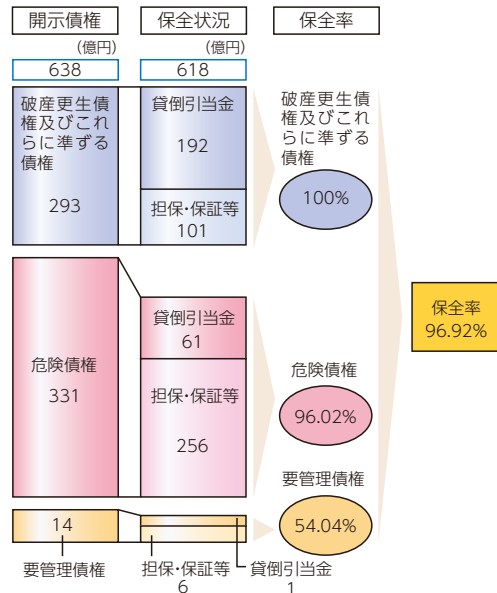 開示債権
保全状況
保全率
(億円)
(億円)
638
618
破産更生債
権及びこれ
らに準ずる
債権
293
貸倒引当金
192
担保・保証等
101
破産更生債
権及びこれ
らに準ずる
債権
100%
危険債権
331
貸倒引当金
61
担保・保証等
256
危険債権
96.02%
保全率
96.92%
14
要管理債権
担保・保証等
6
貸倒引当金
1
要管理債権
54.04%